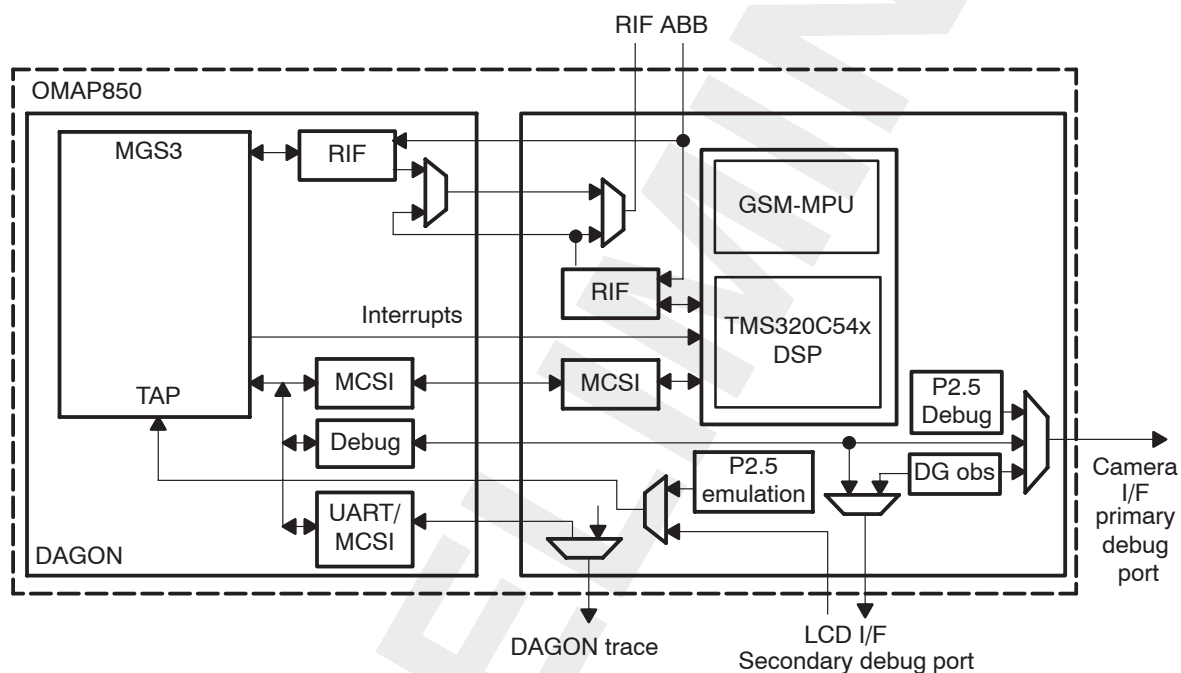 RIF ABB
OMAP850
MGS3
RIF
GSM-MPU
RIF
Interrupts
TMS320C54x
DSP
MCSI
MCSI
TAP
P2.5
Debug
Debug
P2.5
emulation
DG obs
Camera
I/F
primary
debug
port
UART/
MCSI
DAGON
DAGON trace
LCD I/F
Secondary debug port